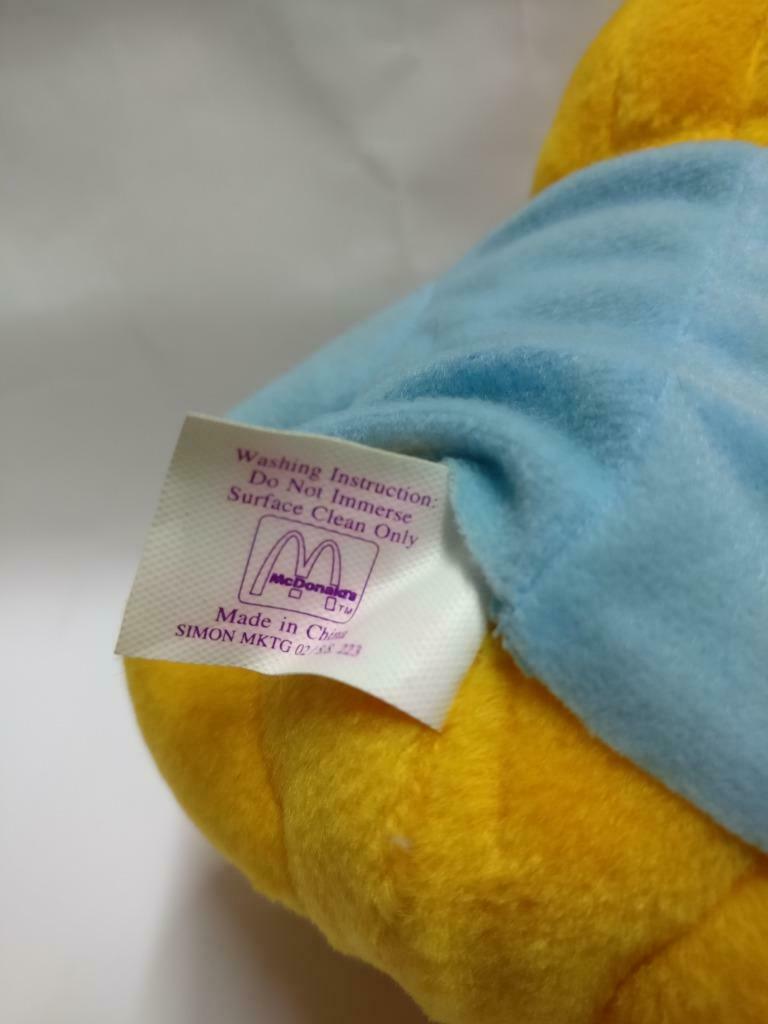 Washing Instruction:
Do Not Immerse
Surface Clean Only
McDonald's
TM
Made in China
SIMON MKTG